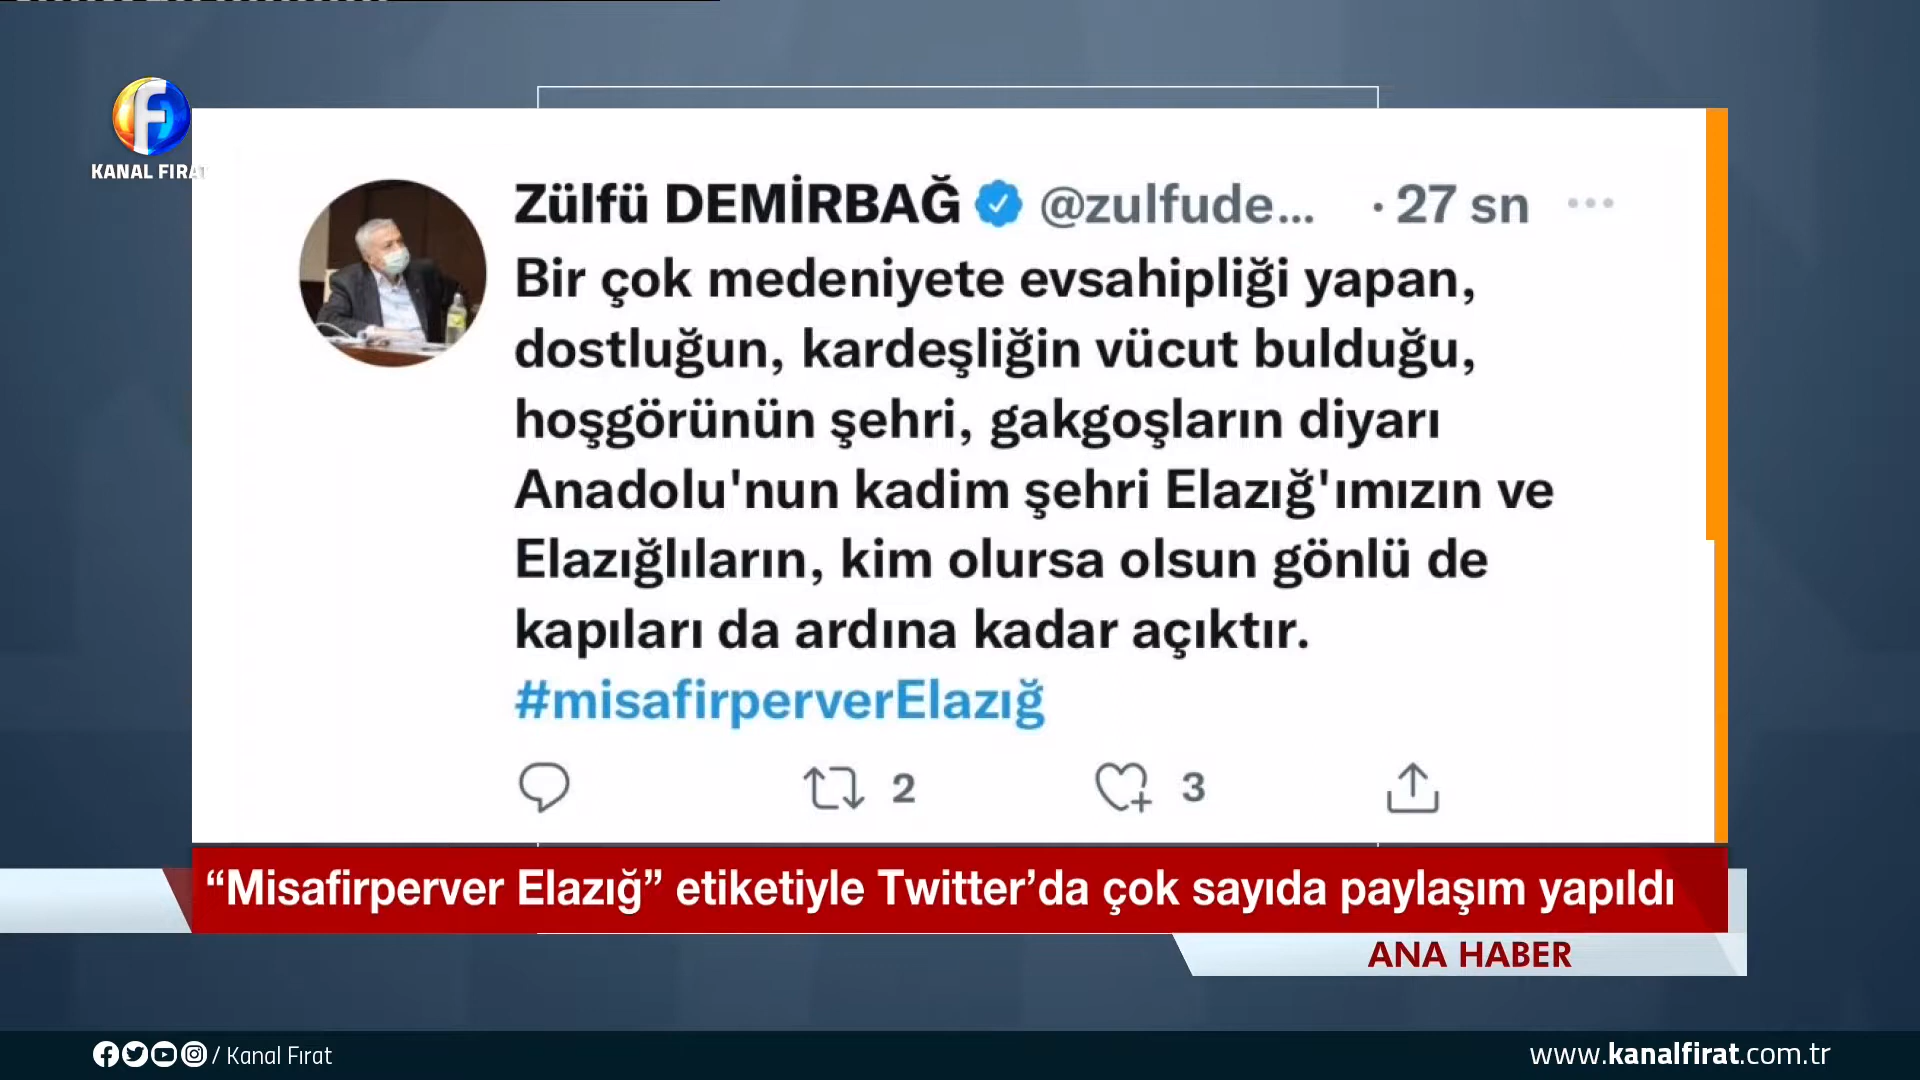 KANAL FIRAT
Zülfü DEMİRBAĞ @zulfude... · 27 sn
Bir çok medeniyete evsahipliği yapan,
dostluğun, kardeşliğin vücut bulduğu,
hoşgörünün şehri, gakgoşların diyarı
Anadolu'nun kadim şehri Elazığ'ımızın ve
Elazığlıların, kim olursa olsun gönlü de
kapıları da ardına kadar açıktır.
#misafirperverElazığ
2 3
“Misafirperver Elazığ” etiketiyle Twitter’da çok sayıda paylaşım yapıldı
ANA HABER
/ Kanal Fırat
www.kanalfirat.com.tr